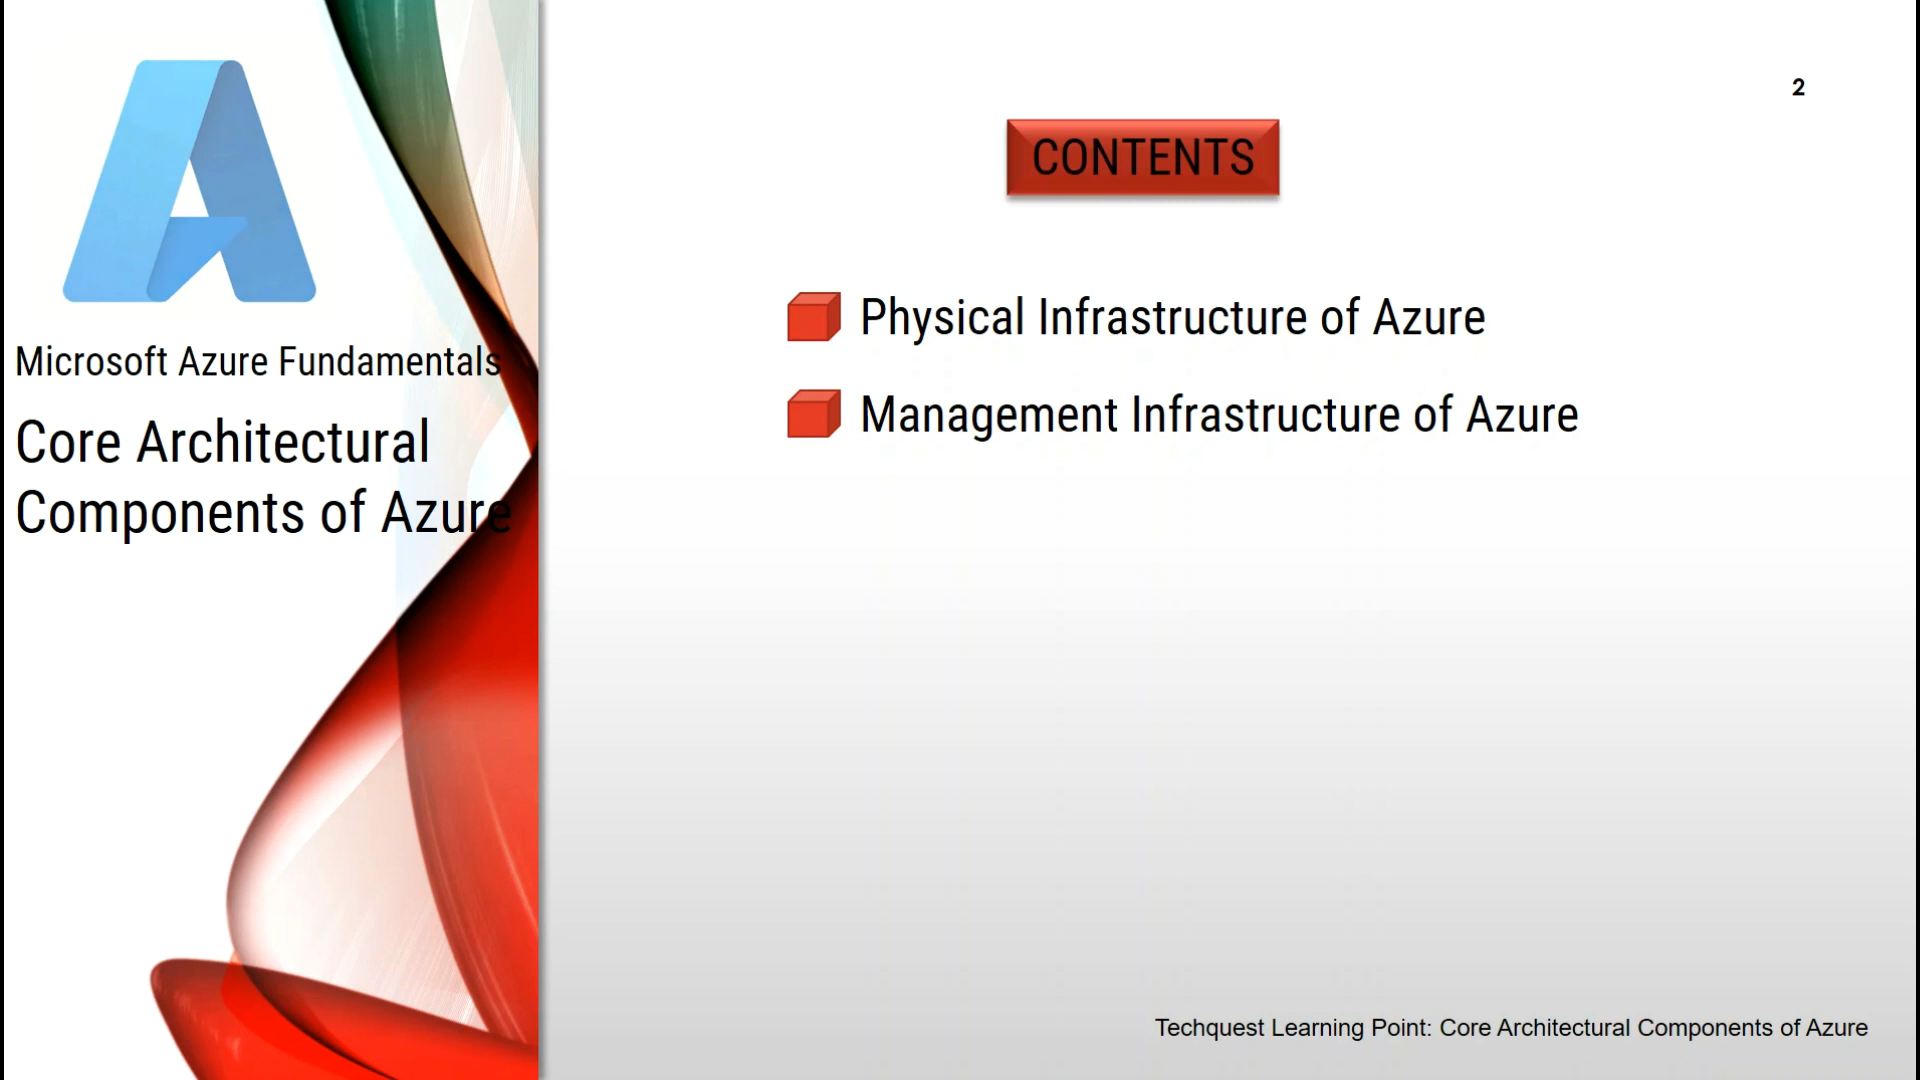 Microsoft Azure Fundamentals
Core Architectural
Components of Azure
2
CONTENTS
Physical Infrastructure of Azure
Management Infrastructure of Azure
Techquest Learning Point: Core Architectural Components of Azure